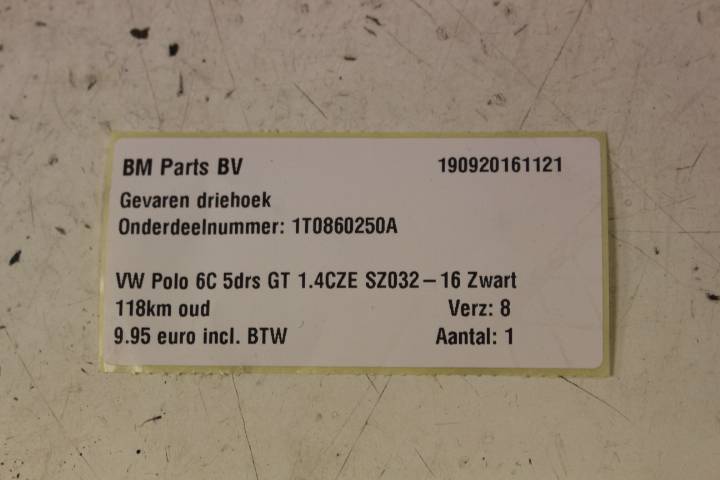 BM Parts BV 190920161121
Gevaren driehoek
Onderdeelnummer: 1T0860250A
VW Polo 6C 5drs GT 1.4CZE SZ032 – 16 Zwart
118km oud Verz: 8
9.95 euro incl. BTW Aantal: 1